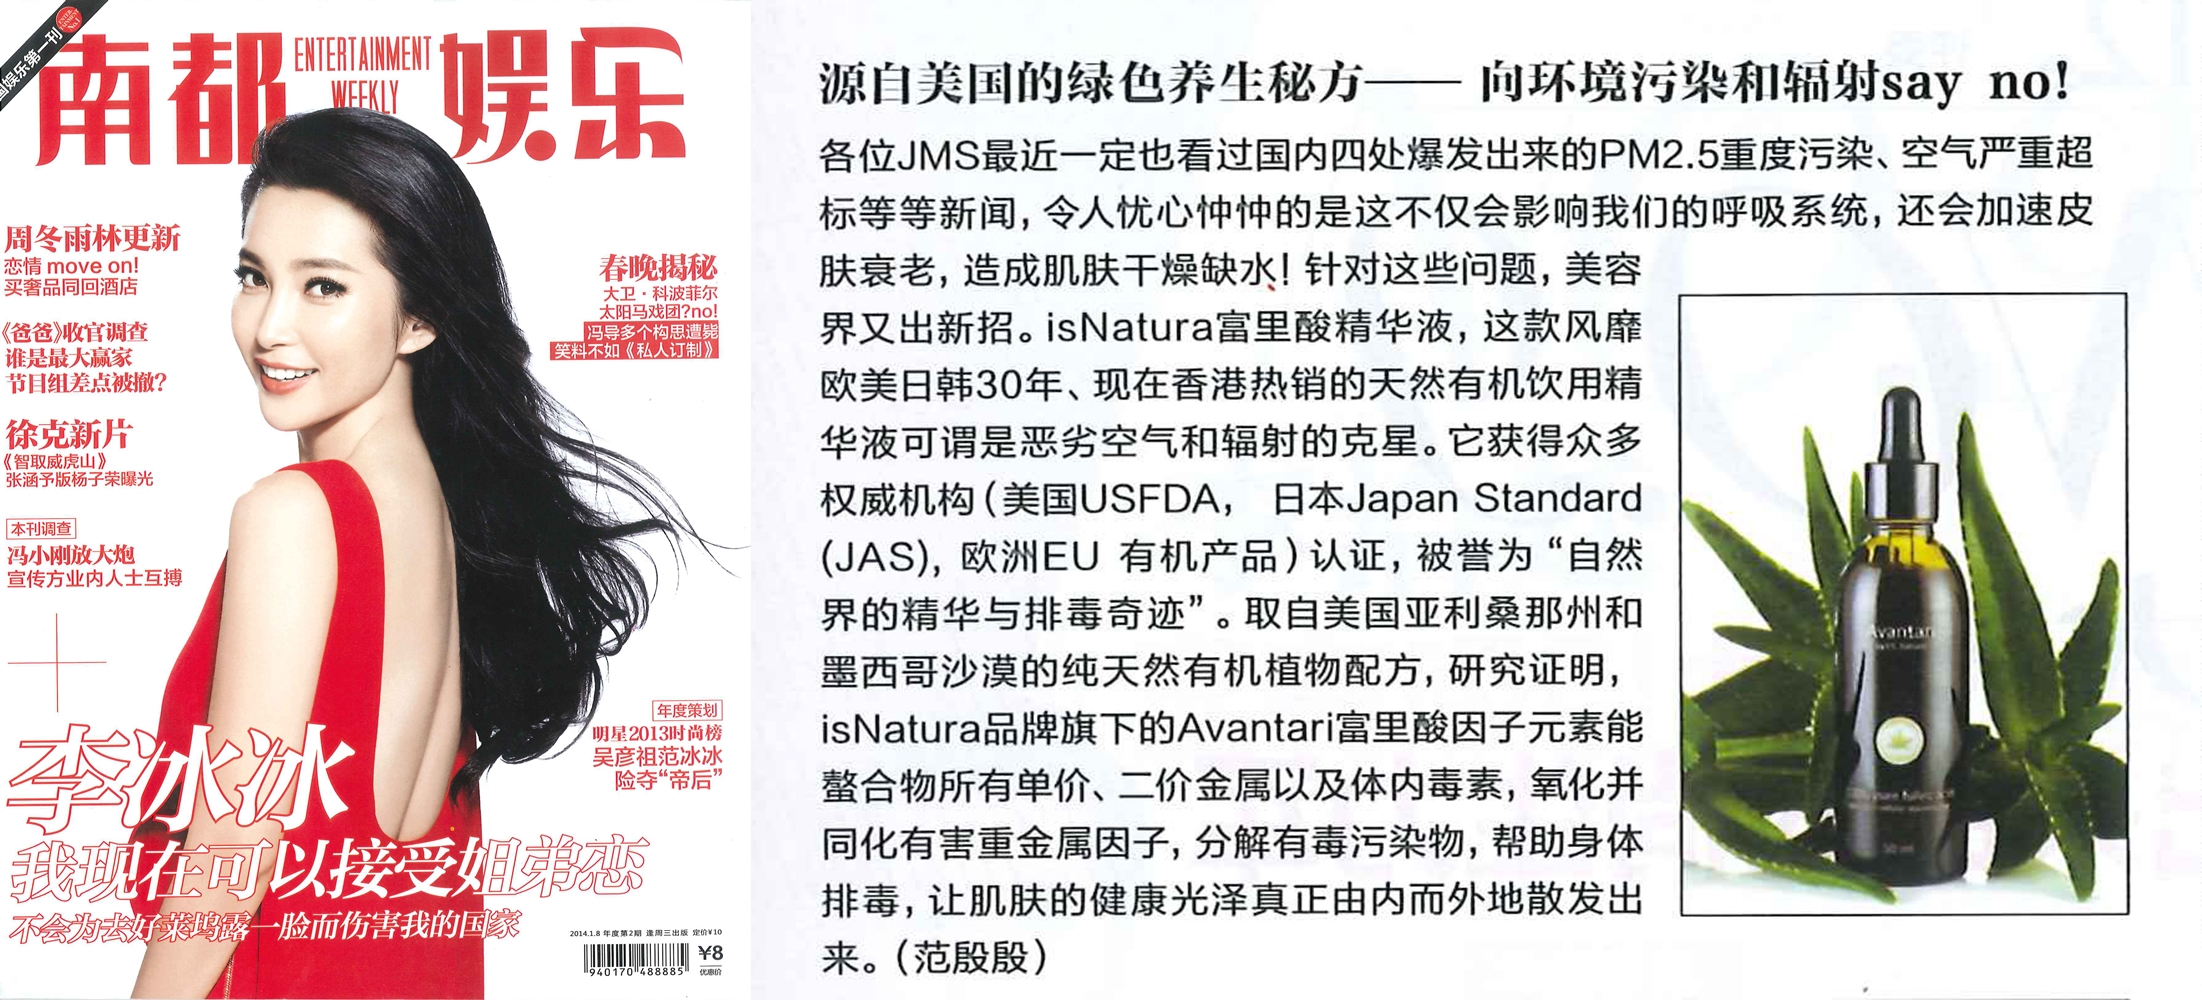 国娱乐第一刊
南都娱乐
ENTERTAINMENT
WEEKLY
周冬雨林更新
恋情 move on!
买奢品同回酒店
《爸爸》收官调查
谁是最大赢家
节目组差点被撤?
徐克新片
《智取威虎山》
张涵予版杨子荣曝光
本刊调查
冯小刚放大炮
宣传方业内人士互搏
春晚揭秘
大卫·科波菲尔
太阳马戏团?no!
冯导多个构思遭毙
笑料不如《私人订制》
年度策划
明星2013时尚榜
吴彦祖范冰冰
险夺“帝后”
李冰冰
我现在可以接受姐弟恋
不会为去好莱坞露一脸而伤害我的国家
2014.1.8 年度第2期 逢周三出版 定价¥10
¥8
优惠价
9 40170 488885
源自美国的绿色养生秘方—— 向环境污染和辐射say no!
各位JMS最近一定也看过国内四处爆发出来的PM2.5重度污染、空气严重超
标等等新闻, 令人忧心忡忡的是这不仅会影响我们的呼吸系统, 还会加速皮
肤衰老, 造成肌肤干燥缺水! 针对这些问题, 美容
界又出新招。isNatura富里酸精华液, 这款风靡
欧美日韩30年、现在香港热销的天然有机饮用精
华液可谓是恶劣空气和辐射的克星。它获得众多
权威机构(美国USFDA, 日本Japan Standard
(JAS), 欧洲EU 有机产品)认证, 被誉为 “自然
界的精华与排毒奇迹” 。取自美国亚利桑那州和
墨西哥沙漠的纯天然有机植物配方, 研究证明,
isNatura品牌旗下的Avantari富里酸因子元素能
螯合物所有单价、二价金属以及体内毒素, 氧化并
同化有害重金属因子, 分解有毒污染物, 帮助身体
排毒, 让肌肤的健康光泽真正由内而外地散发出
来。(范殷殷)
Avantari
50 ml